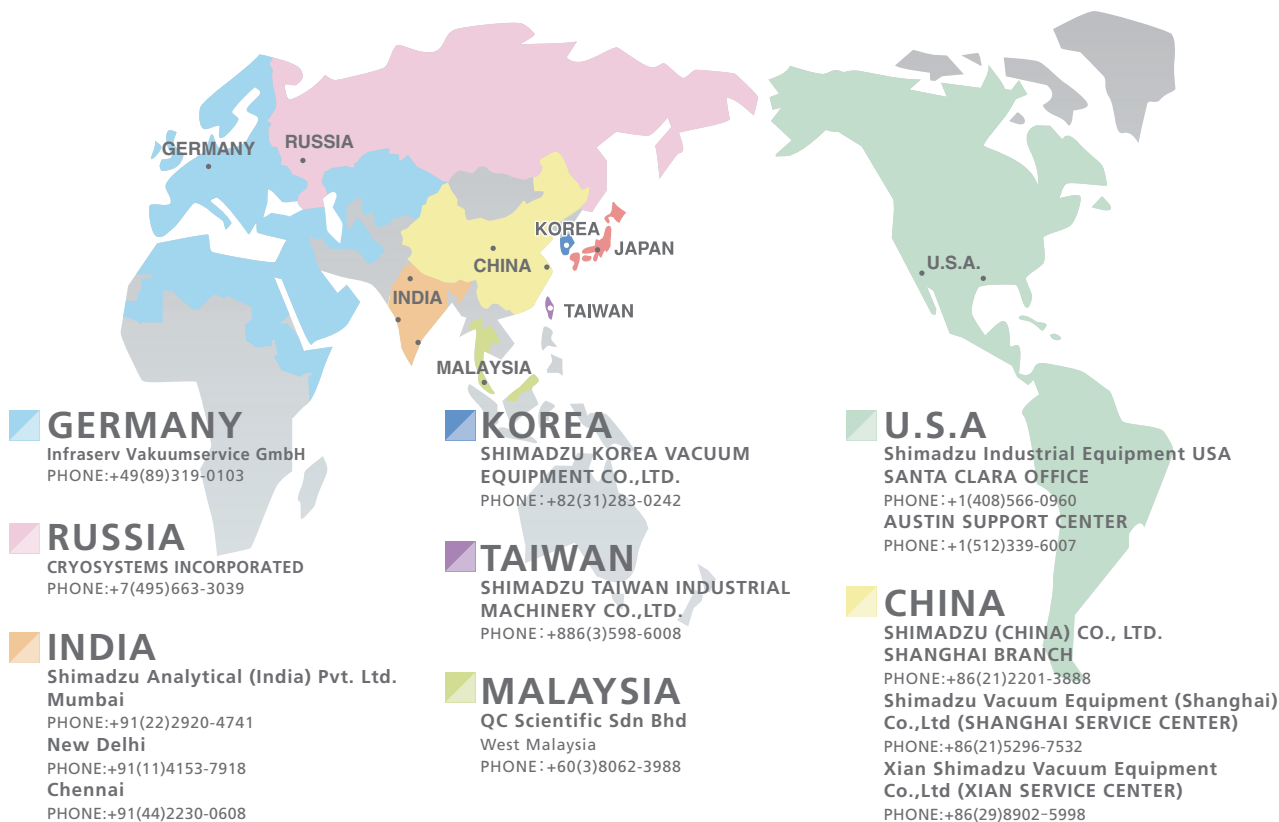 GERMANY
RUSSIA
KOREA
JAPAN
CHINA
U.S.A.
INDIA
TAIWAN
MALAYSIA
GERMANY
Infraserv Vakuumservice GmbH
PHONE:+49(89)319-0103
RUSSIA
CRYOSYSTEMS INCORPORATED
PHONE:+7(495)663-3039
INDIA
Shimadzu Analytical (India) Pvt. Ltd.
Mumbai
PHONE:+91(22)2920-4741
New Delhi
PHONE:+91(11)4153-7918
Chennai
PHONE:+91(44)2230-0608
KOREA
SHIMADZU KOREA VACUUM
EQUIPMENT CO.,LTD.
PHONE:+82(31)283-0242
TAIWAN
SHIMADZU TAIWAN INDUSTRIAL
MACHINERY CO.,LTD.
PHONE:+886(3)598-6008
MALAYSIA
QC Scientific Sdn Bhd
West Malaysia
PHONE:+60(3)8062-3988
U.S.A
Shimadzu Industrial Equipment USA
SANTA CLARA OFFICE
PHONE:+1(408)566-0960
AUSTIN SUPPORT CENTER
PHONE:+1(512)339-6007
CHINA
SHIMADZU (CHINA) CO., LTD.
SHANGHAI BRANCH
PHONE:+86(21)2201-3888
Shimadzu Vacuum Equipment (Shanghai)
Co.,Ltd (SHANGHAI SERVICE CENTER)
PHONE:+86(21)5296-7532
Xian Shimadzu Vacuum Equipment
Co.,Ltd (XIAN SERVICE CENTER)
PHONE:+86(29)8902-5998